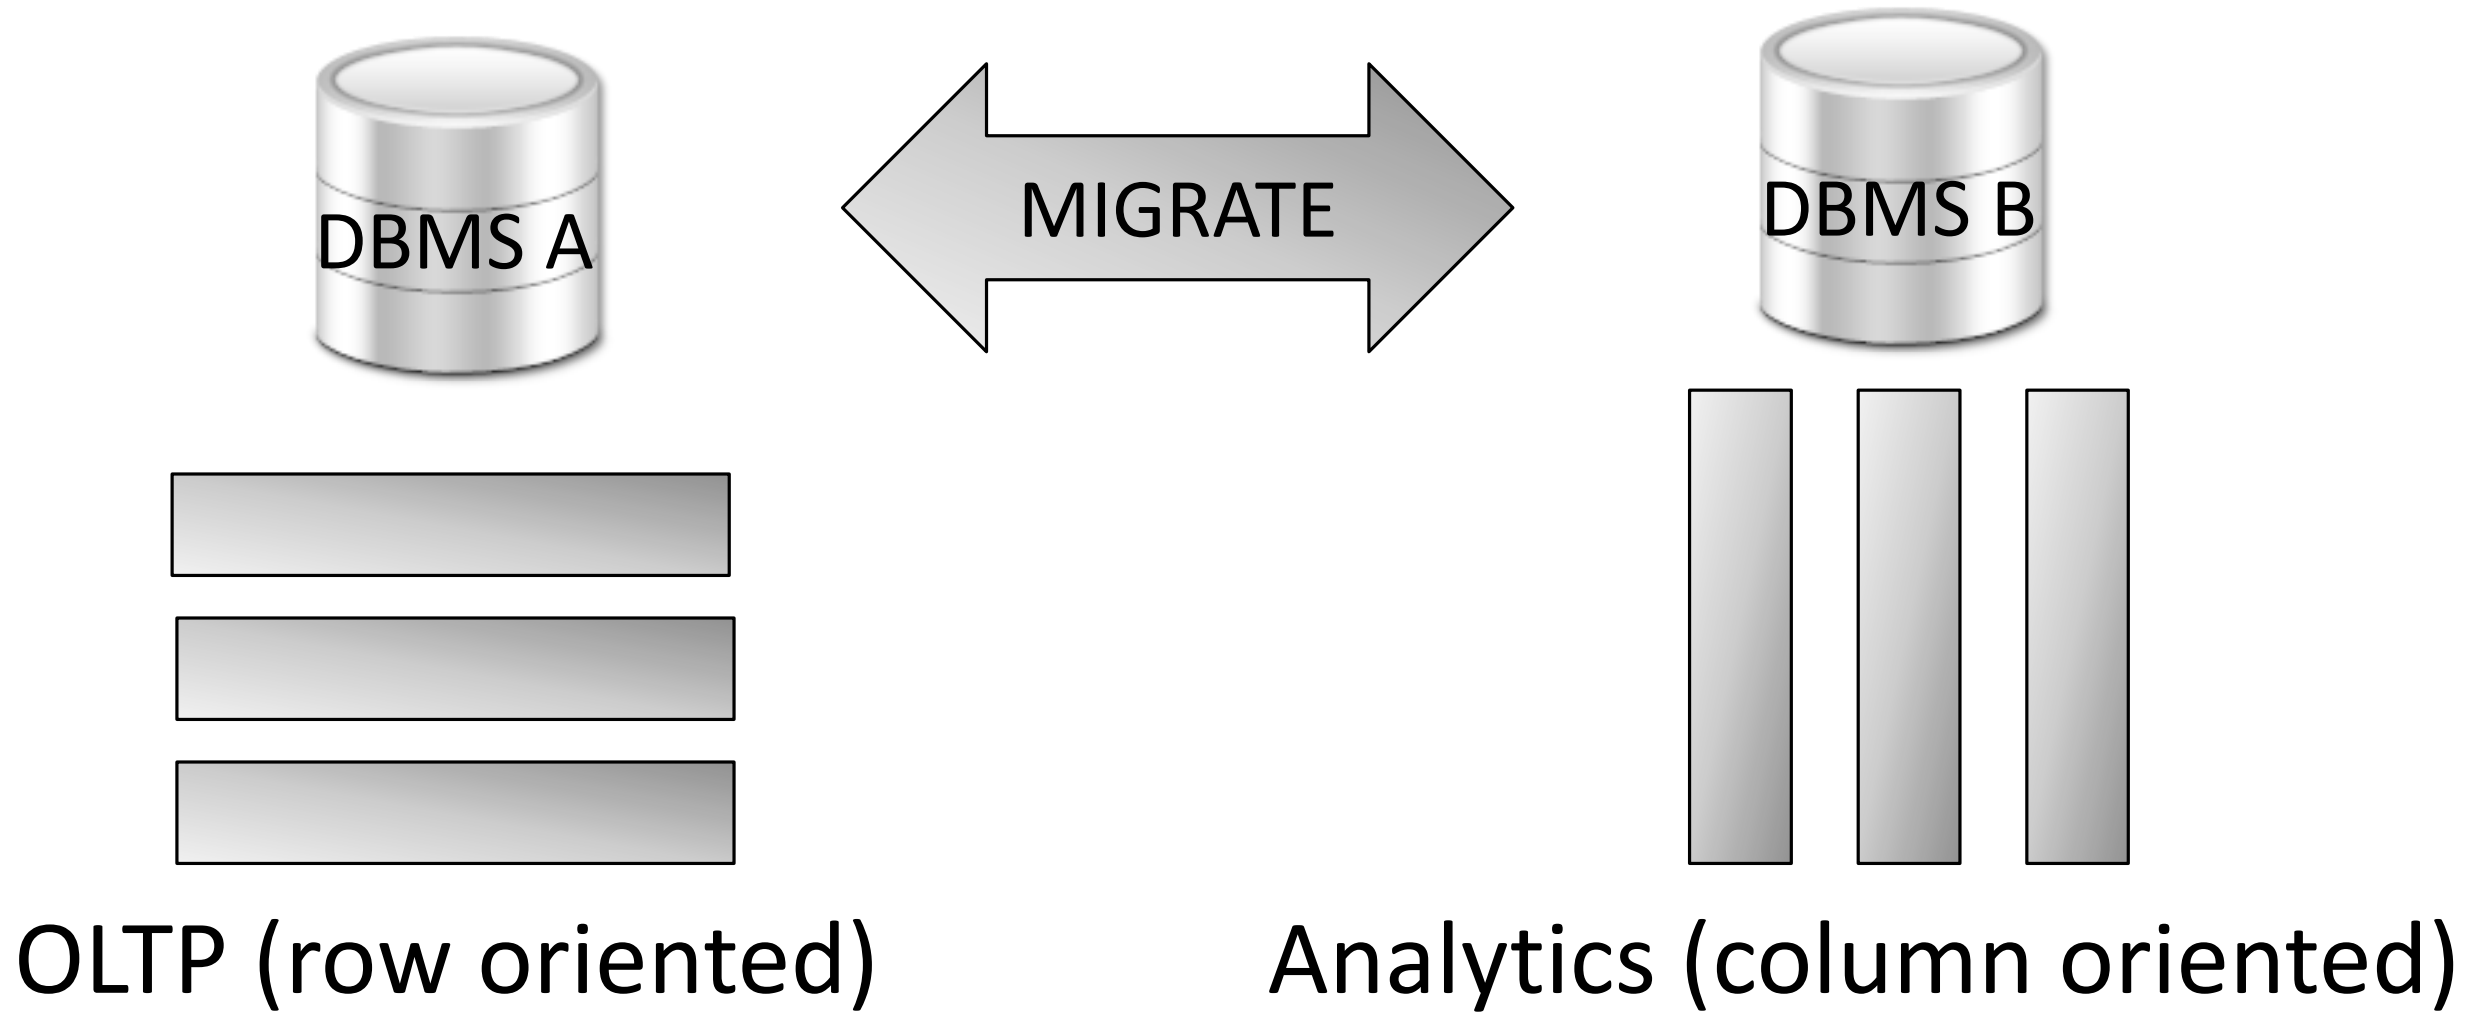 DBMS A
MIGRATE
DBMS B
OLTP (row oriented)
Analytics (column oriented)